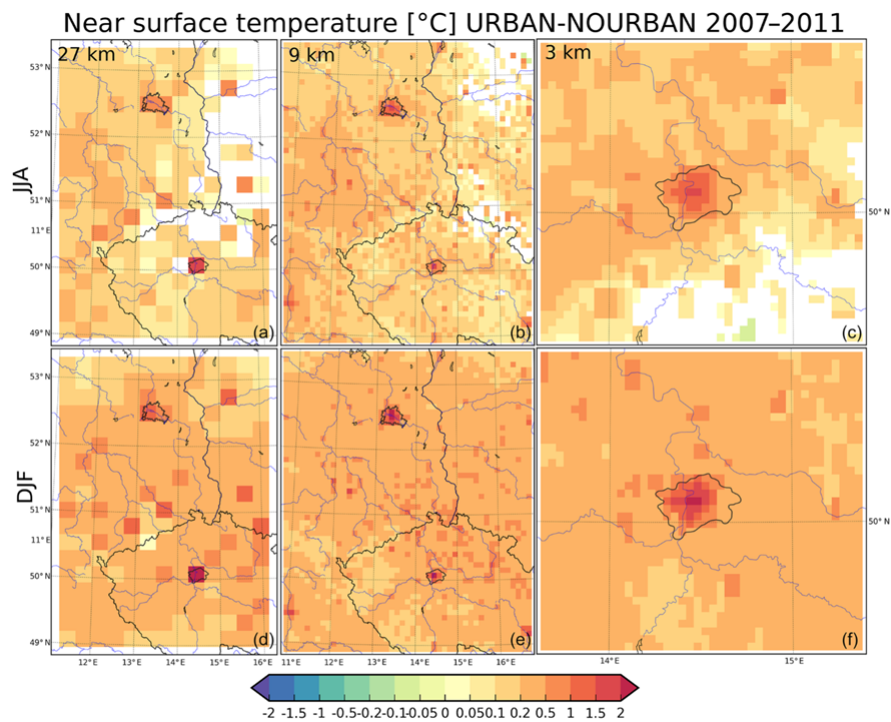 Near surface temperature [°C] URBAN-NOURBAN 2007–2011
27 km 9 km 3 km
53°N
52°N
JJA
51°N
11°E
50°N
50°N
49°N
(a) (b) (c)
53°N
52°N
DJF
51°N
11°E
50°N
50°N
49°N
(d) (e) (f)
12°E 13°E 14°E 15°E 16°E 11°E 12°E 13°E 14°E 15°E 16°E 14°E 15°E
-2 -1.5 -1 -0.5 -0.2 -0.1 -0.05 0 0.05 0.1 0.2 0.5 1 1.5 2